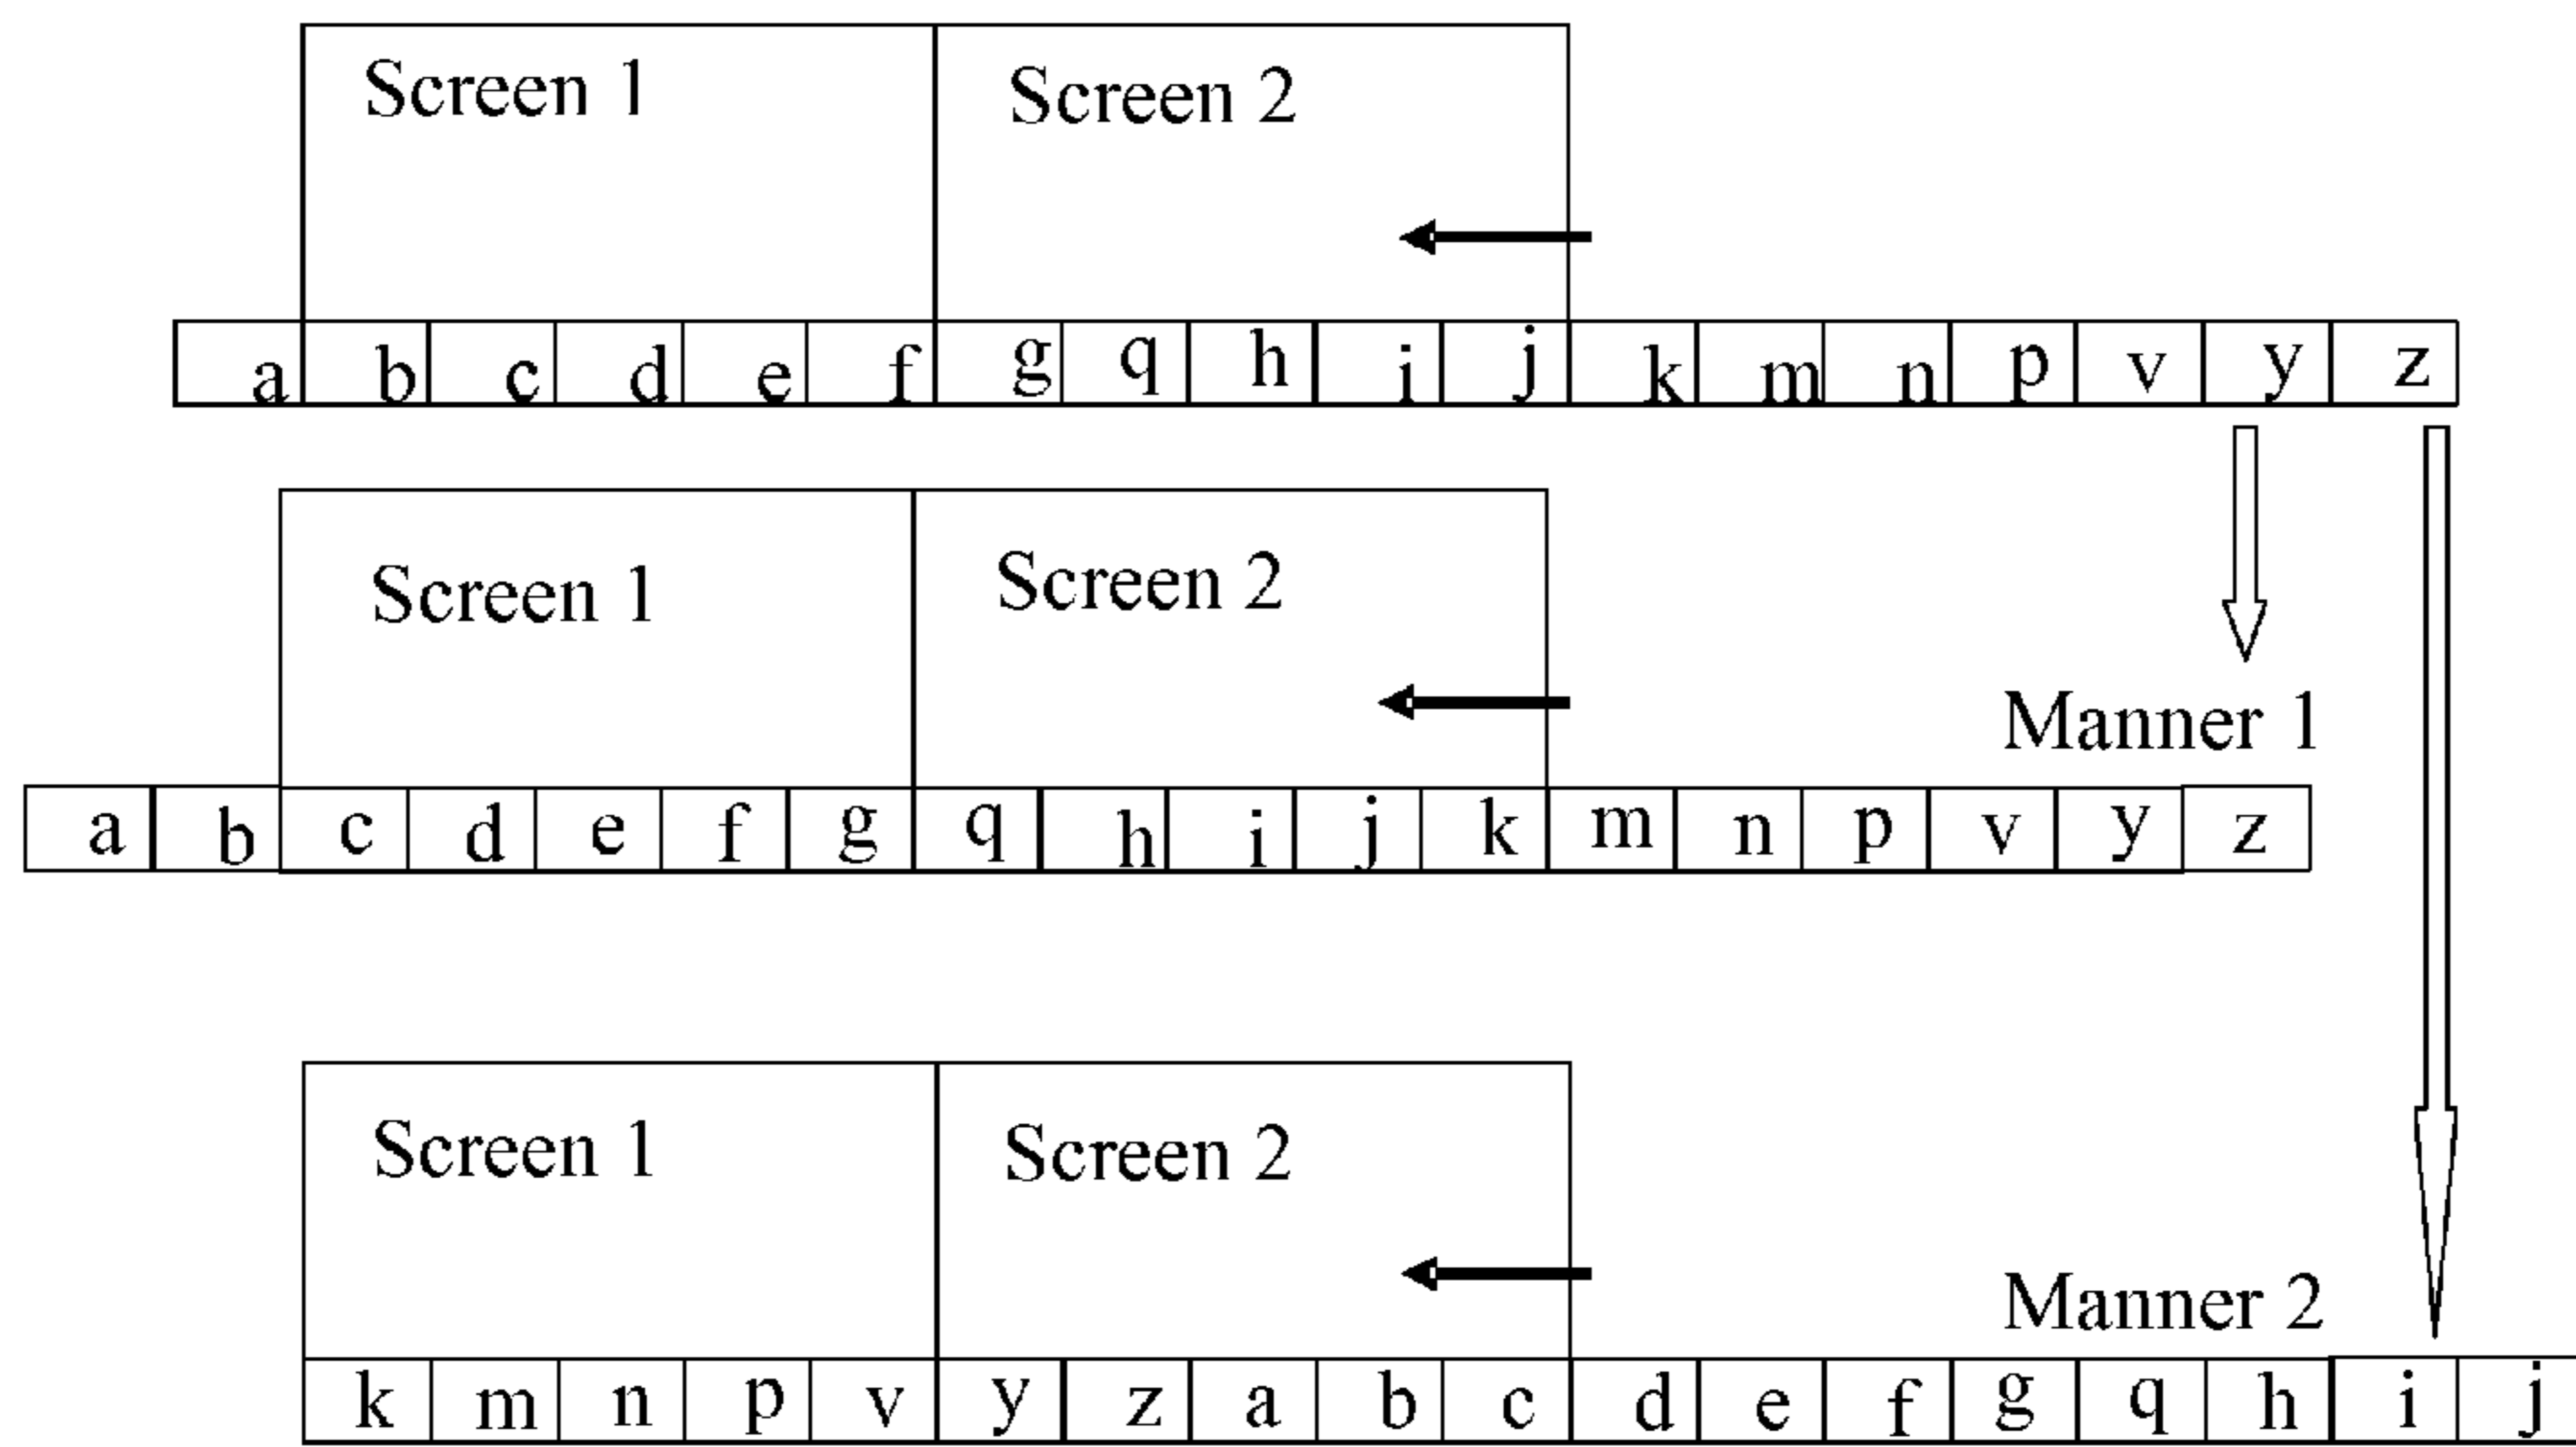 Screen 1 Screen 2
a b c d e f g q h i j k m n p v y z
Screen 1 Screen 2
Manner 1
a b c d e f g q h i j k m n p v y z
Screen 1 Screen 2
Manner 2
k m n p v y z a b c d e f g q h i j